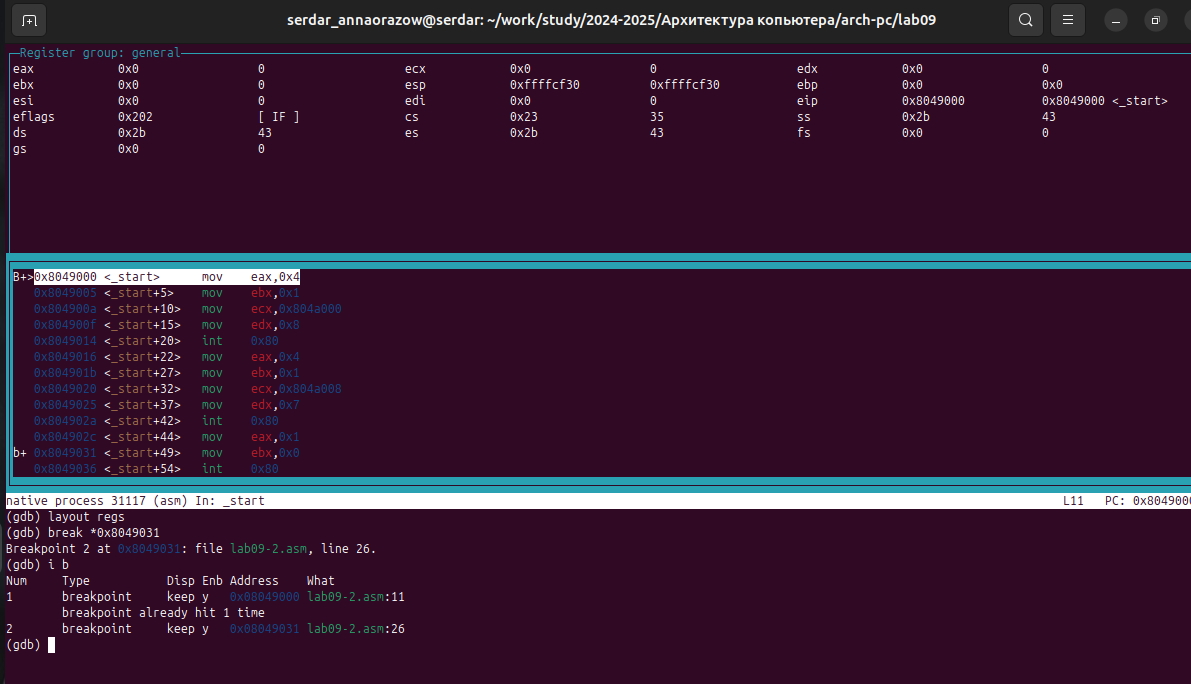 serdar_annaorazow@serdar: ~/work/study/2024-2025/Архитектура копьютера/arch-pc/lab09
Register group: general
eax 0x0 0 ecx 0x0 0 edx 0x0 0
ebx 0x0 0 esp 0xffffcf30 0xffffcf30 ebp 0x0 0x0
esi 0x0 0 edi 0x0 0 eip 0x8049000 0x8049000 <_start>
eflags 0x202 [ IF ] cs 0x23 35 ss 0x2b 43
ds 0x2b 43 es 0x2b 43 fs 0x0 0
gs 0x0 0
B+>0x8049000 <_start> mov eax,0x4
0x8049005 <_start+5> mov ebx,0x1
0x804900a <_start+10> mov ecx,0x804a000
0x804900f <_start+15> mov edx,0x8
0x8049014 <_start+20> int 0x80
0x8049016 <_start+22> mov eax,0x4
0x804901b <_start+27> mov ebx,0x1
0x8049020 <_start+32> mov ecx,0x804a008
0x8049025 <_start+37> mov edx,0x7
0x804902a <_start+42> int 0x80
0x804902c <_start+44> mov eax,0x1
b+ 0x8049031 <_start+49> mov ebx,0x0
0x8049036 <_start+54> int 0x80
native process 31117 (asm) In: _start L11 PC: 0x8049000
(gdb) layout regs
(gdb) break *0x8049031
Breakpoint 2 at 0x8049031: file lab09-2.asm, line 26.
(gdb) i b
Num Type Disp Enb Address What
1 breakpoint keep y 0x08049000 lab09-2.asm:11
breakpoint already hit 1 time
2 breakpoint keep y 0x08049031 lab09-2.asm:26
(gdb)